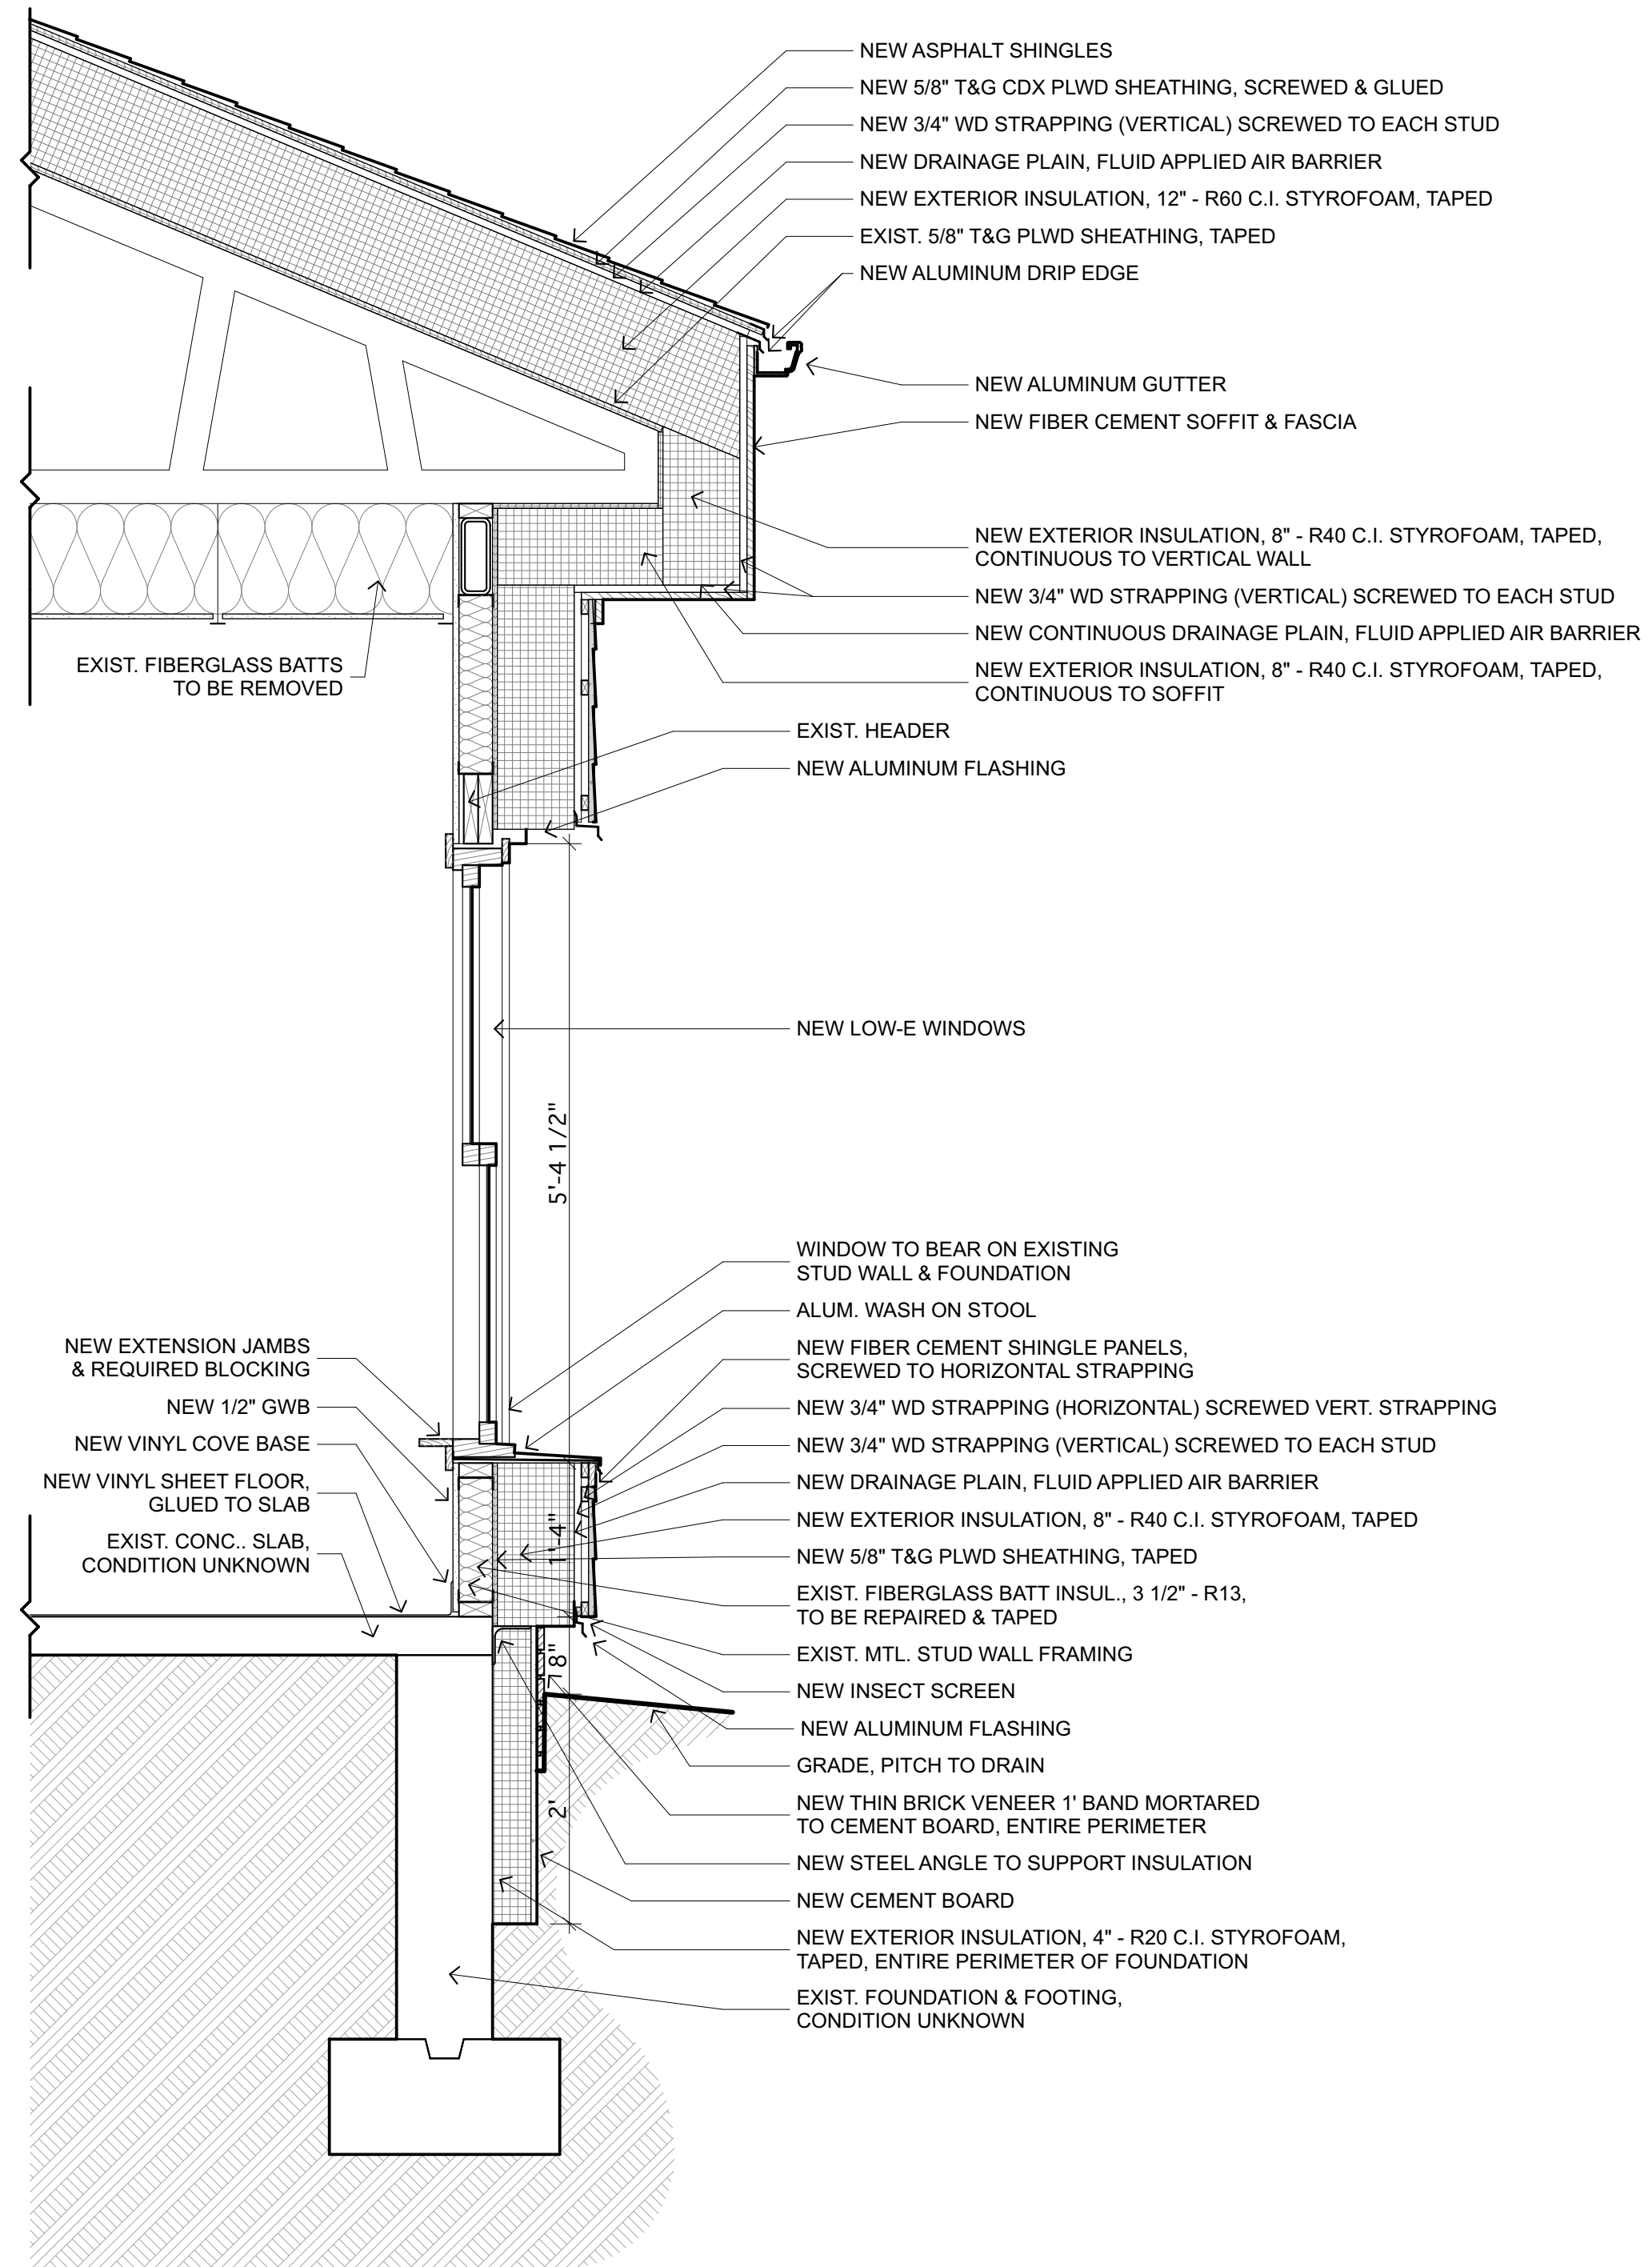 NEW ASPHALT SHINGLES
NEW 5/8" T&G CDX PLWD SHEATHING, SCREWED & GLUED
NEW 3/4" WD STRAPPING (VERTICAL) SCREWED TO EACH STUD
NEW DRAINAGE PLAIN, FLUID APPLIED AIR BARRIER
NEW EXTERIOR INSULATION, 12" - R60 C.I. STYROFOAM, TAPED
EXIST. 5/8" T&G PLWD SHEATHING, TAPED
NEW ALUMINUM DRIP EDGE
NEW ALUMINUM GUTTER
NEW FIBER CEMENT SOFFIT & FASCIA
NEW EXTERIOR INSULATION, 8" - R40 C.I. STYROFOAM, TAPED,
CONTINUOUS TO VERTICAL WALL
NEW 3/4" WD STRAPPING (VERTICAL) SCREWED TO EACH STUD
NEW CONTINUOUS DRAINAGE PLAIN, FLUID APPLIED AIR BARRIER
NEW EXTERIOR INSULATION, 8" - R40 C.I. STYROFOAM, TAPED,
CONTINUOUS TO SOFFIT
EXIST. FIBERGLASS BATTS
TO BE REMOVED
EXIST. HEADER
NEW ALUMINUM FLASHING
NEW LOW-E WINDOWS
5'-4 1/2"
WINDOW TO BEAR ON EXISTING
STUD WALL & FOUNDATION
ALUM. WASH ON STOOL
NEW FIBER CEMENT SHINGLE PANELS,
SCREWED TO HORIZONTAL STRAPPING
NEW 3/4" WD STRAPPING (HORIZONTAL) SCREWED VERT. STRAPPING
NEW 3/4" WD STRAPPING (VERTICAL) SCREWED TO EACH STUD
NEW DRAINAGE PLAIN, FLUID APPLIED AIR BARRIER
NEW EXTERIOR INSULATION, 8" - R40 C.I. STYROFOAM, TAPED
NEW 5/8" T&G PLWD SHEATHING, TAPED
EXIST. FIBERGLASS BATT INSUL., 3 1/2" - R13,
TO BE REPAIRED & TAPED
EXIST. MTL. STUD WALL FRAMING
NEW INSECT SCREEN
NEW ALUMINUM FLASHING
GRADE, PITCH TO DRAIN
NEW THIN BRICK VENEER 1' BAND MORTARED
TO CEMENT BOARD, ENTIRE PERIMETER
NEW STEEL ANGLE TO SUPPORT INSULATION
NEW CEMENT BOARD
NEW EXTERIOR INSULATION, 4" - R20 C.I. STYROFOAM,
TAPED, ENTIRE PERIMETER OF FOUNDATION
EXIST. FOUNDATION & FOOTING,
CONDITION UNKNOWN
NEW EXTENSION JAMBS
& REQUIRED BLOCKING
NEW 1/2" GWB
NEW VINYL COVE BASE
NEW VINYL SHEET FLOOR,
GLUED TO SLAB
EXIST. CONC.. SLAB,
CONDITION UNKNOWN
1'-4"
8"
2'